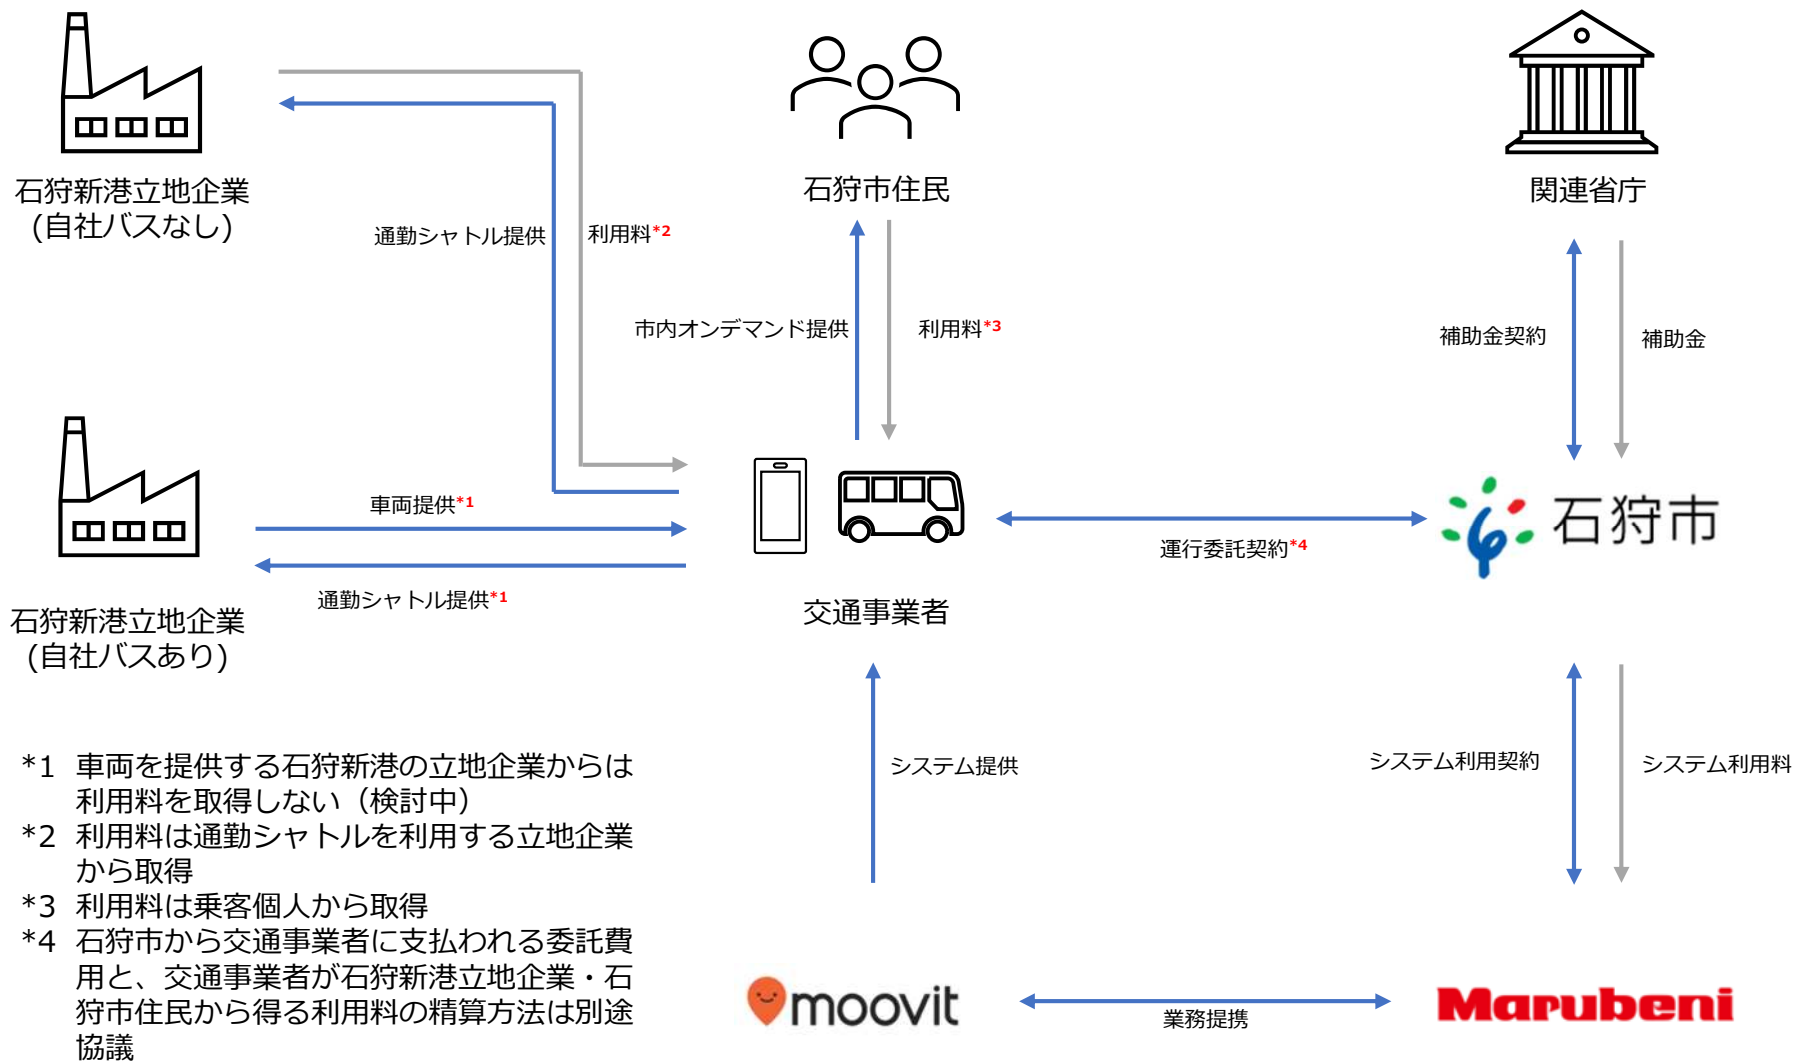 石狩新港立地企業
(自社バスなし)
石狩市住民
関連省庁
通勤シャトル提供
利用料*2
市内オンデマンド提供
利用料*3
補助金契約
補助金
車両提供*1
通勤シャトル提供*1
石狩新港立地企業
(自社バスあり)
交通事業者
運行委託契約*4
石狩市
システム提供
システム利用契約
システム利用料
*1 車両を提供する石狩新港の立地企業からは
利用料を取得しない（検討中）
*2 利用料は通勤シャトルを利用する立地企業
から取得
*3 利用料は乗客個人から取得
*4 石狩市から交通事業者に支払われる委託費
用と、交通事業者が石狩新港立地企業・石
狩市住民から得る利用料の精算方法は別途
協議
moovit
業務提携
Marubeni